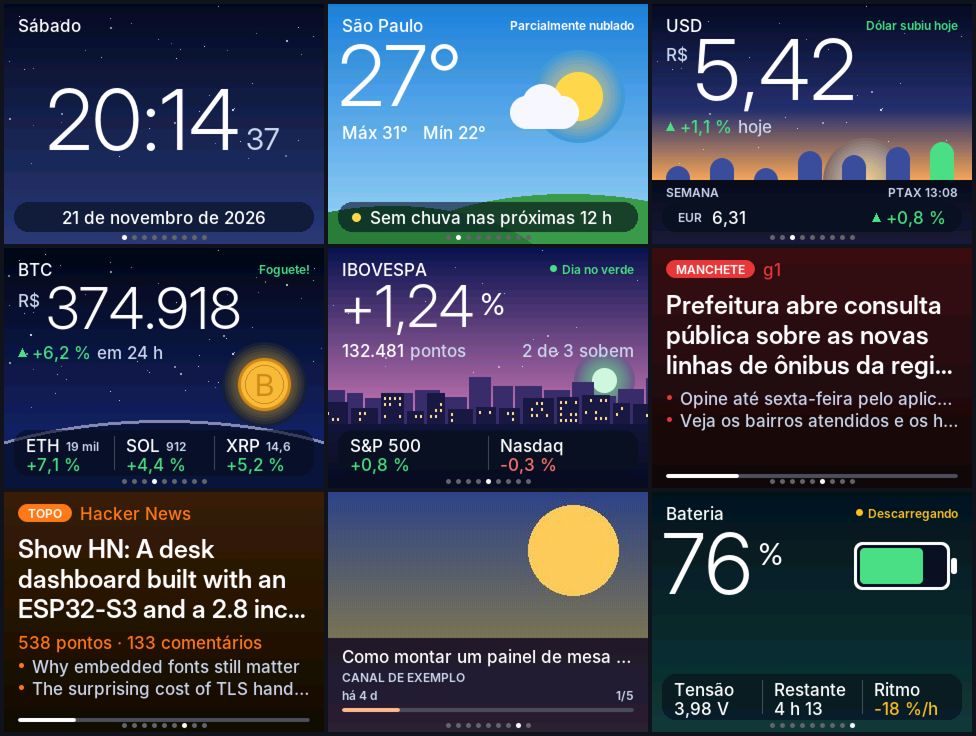 Sábado
20:14 37
21 de novembro de 2026
São Paulo
Parcialmente nublado
27°
Máx 31° Mín 22°
Sem chuva nas próximas 12 h
USD
Dólar subiu hoje
R$ 5,42
+1,1 % hoje
SEMANA
PTAX 13:08
EUR 6,31
+0,8 %
BTC
Foguete!
R$ 374.918
+6,2 % em 24 h
B
ETH 19 mil
+7,1 %
SOL 912
+4,4 %
XRP 14,6
+5,2 %
IBOVESPA
Dia no verde
+1,24 %
132.481 pontos
2 de 3 sobem
S&P 500
+0,8 %
Nasdaq
-0,3 %
MANCHETE g1
Prefeitura abre consulta
pública sobre as novas
linhas de ônibus da regi...
• Opine até sexta-feira pelo aplic...
• Veja os bairros atendidos e os h...
TOPO Hacker News
Show HN: A desk
dashboard built with an
ESP32-S3 and a 2.8 inc...
538 pontos · 133 comentários
• Why embedded fonts still matter
• The surprising cost of TLS hand...
Como montar um painel de mesa ...
CANAL DE EXEMPLO
há 4 d
1/5
Bateria
Descarregando
76 %
Tensão
3,98 V
Restante
4 h 13
Ritmo
-18 %/h